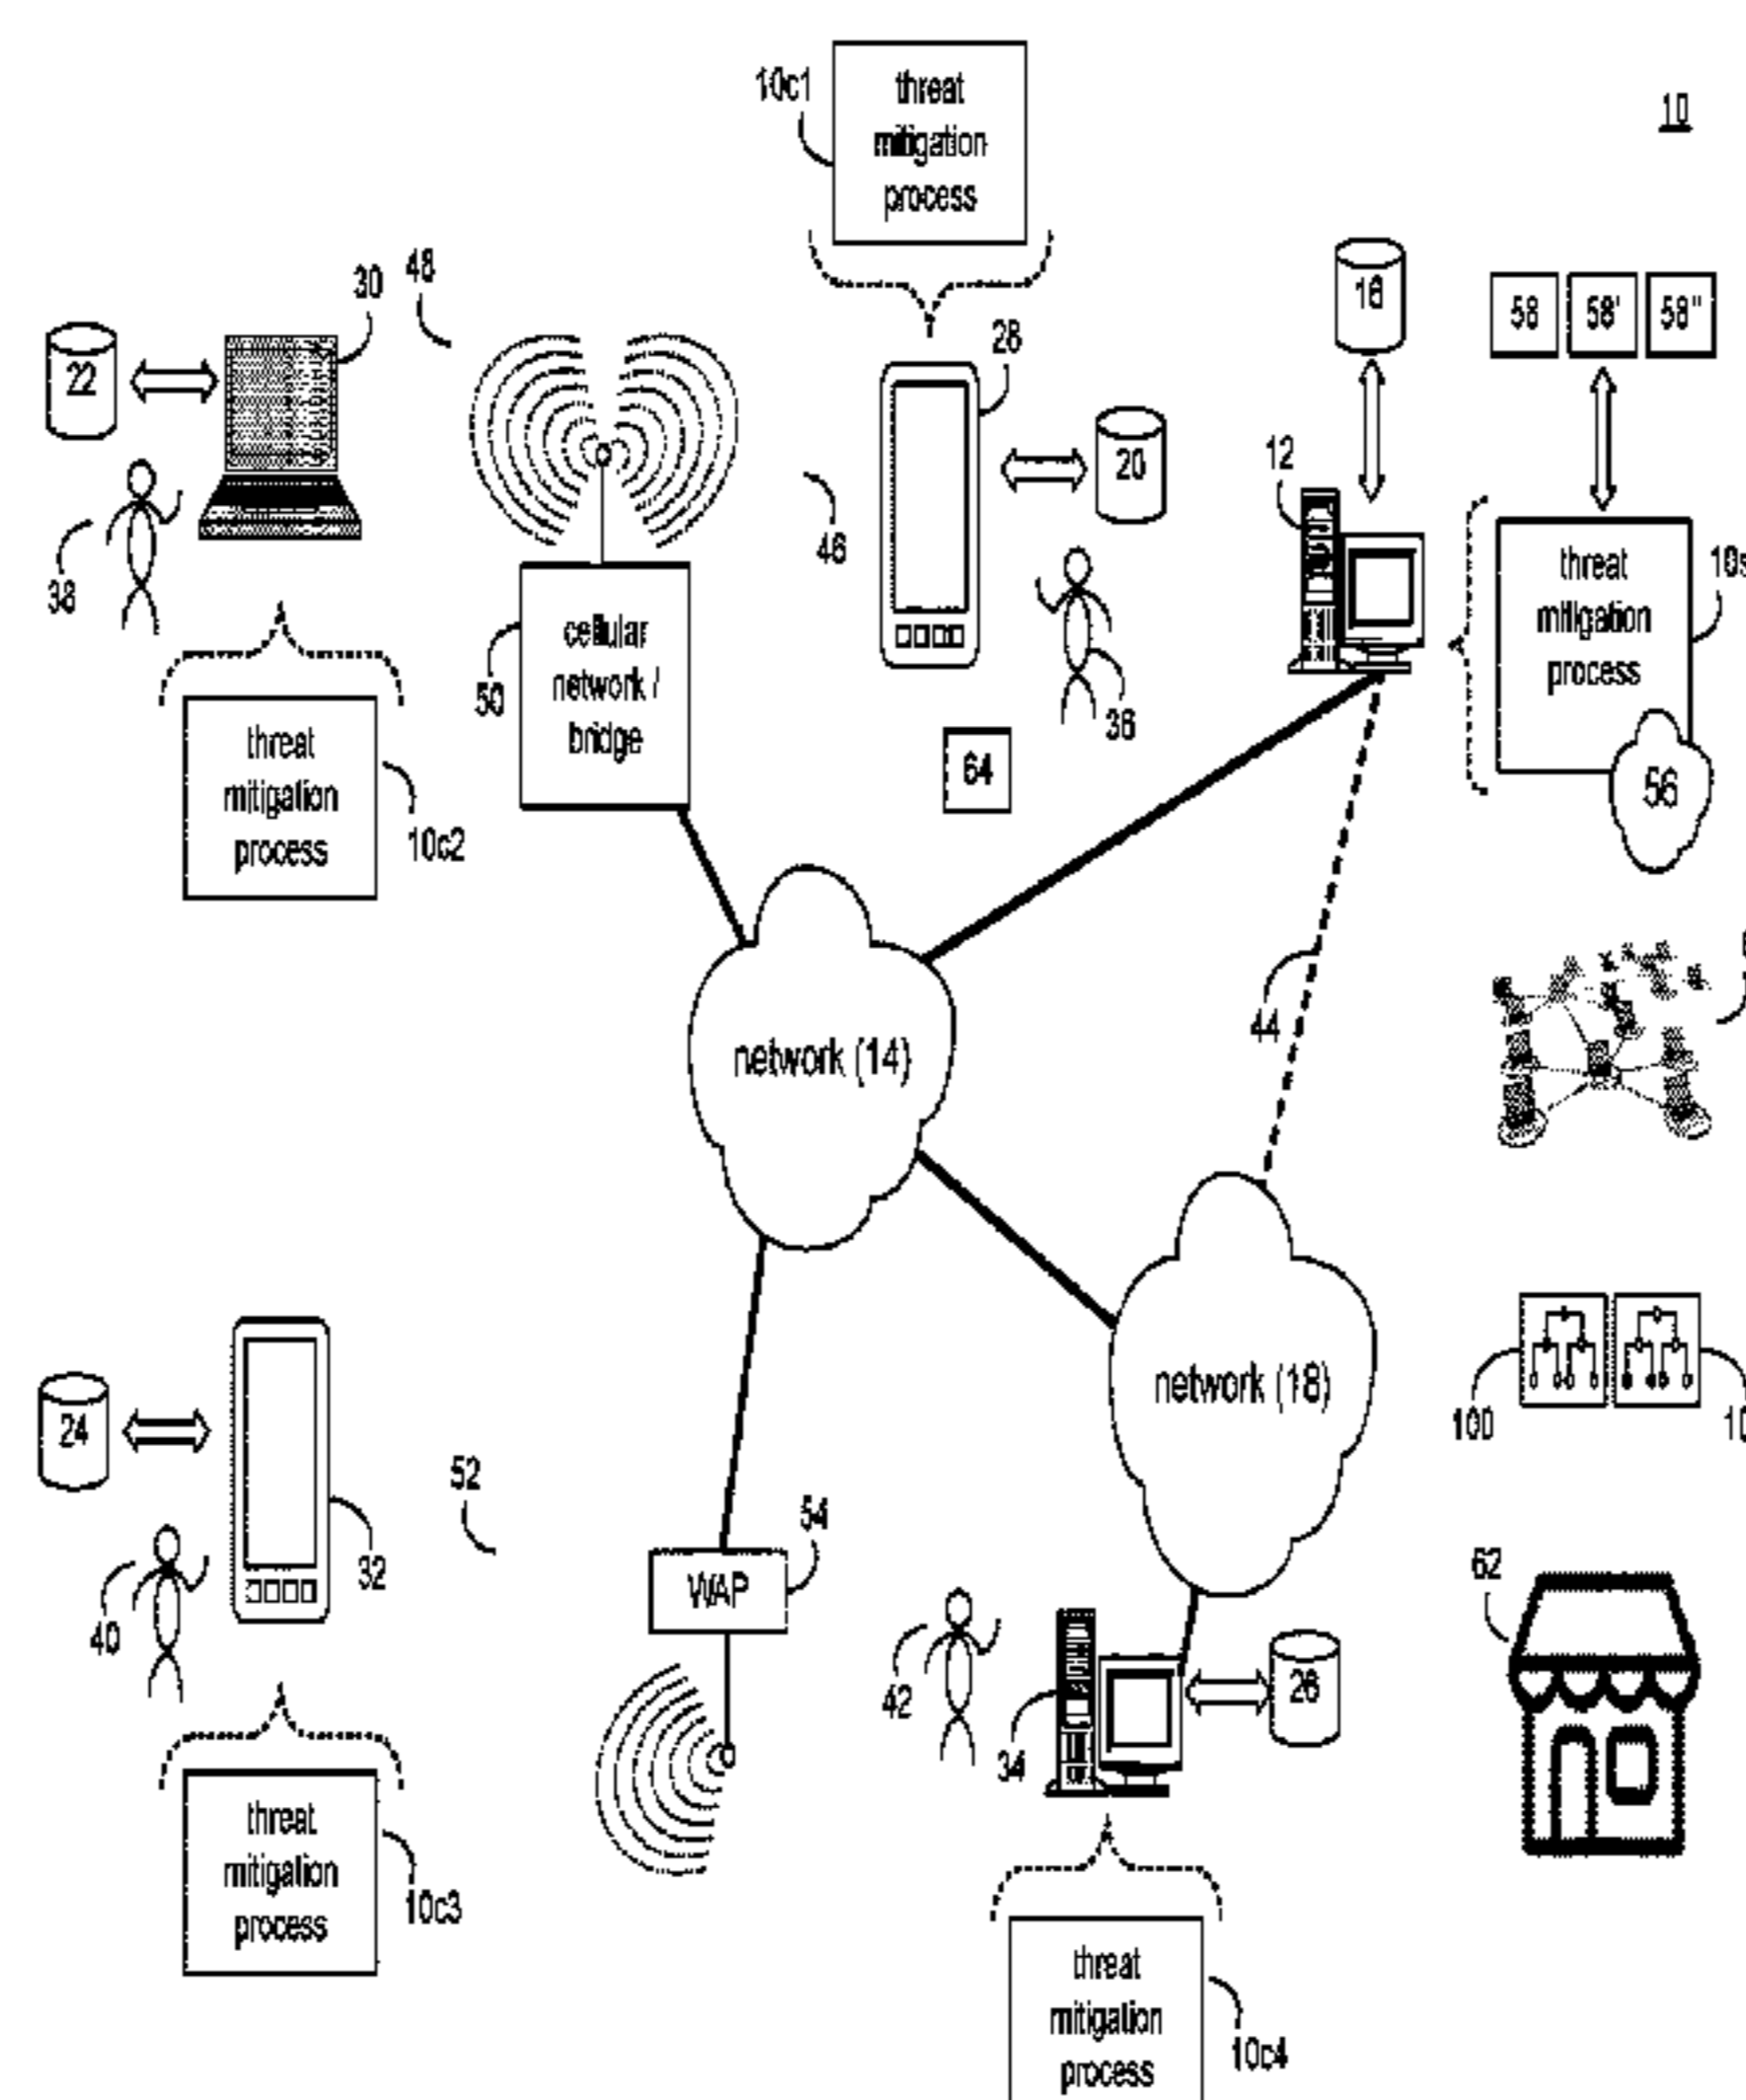 10c1
threat
mitigation
process
10
30
48
16
58
58'
58"
22
28
20
12
38
46
threat
mitigation
process
cellular
network /
bridge
50
36
64
56
threat
mitigation
process
10c2
network (14)
44
network (18)
100
24
52
54
32
WAP
62
40
42
26
34
threat
mitigation
process
10c3
threat
mitigation
process
10c4